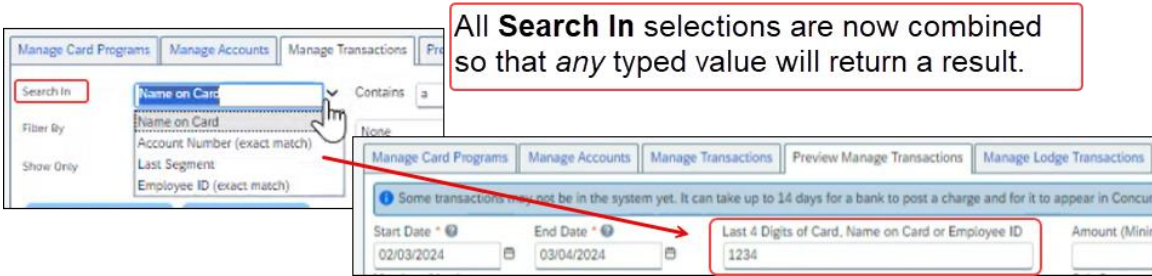 All Search In selections are now combined
so that any typed value will return a result.
Manage Card Programs Manage Accounts Manage Transactions Pre
Search In Name on Card Contains a
Filter By Name on Card None
Account Number (exact match)
Show Only Last Segment
Employee ID (exact match)
Manage Card Programs Manage Accounts Manage Transactions Preview Manage Transactions Manage Lodge Transactions
Some transactions may not be in the system yet. It can take up to 14 days for a bank to post a charge and for it to appear in Concur
Start Date * End Date * Last 4 Digits of Card, Name on Card or Employee ID Amount (Mini
02/03/2024 03/04/2024 1234